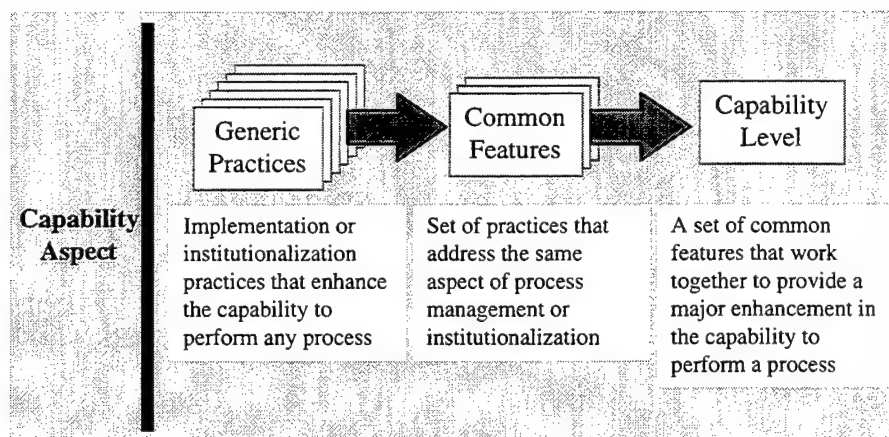 Generic
Practices
Common
Features
Capability
Level
Capability
Aspect
Implementation or
institutionalization
practices that enhance
the capability to
perform any process
Set of practices that
address the same
aspect of process
management or
institutionalization
A set of common
features that work
together to provide a
major enhancement in
the capability to
perform a process